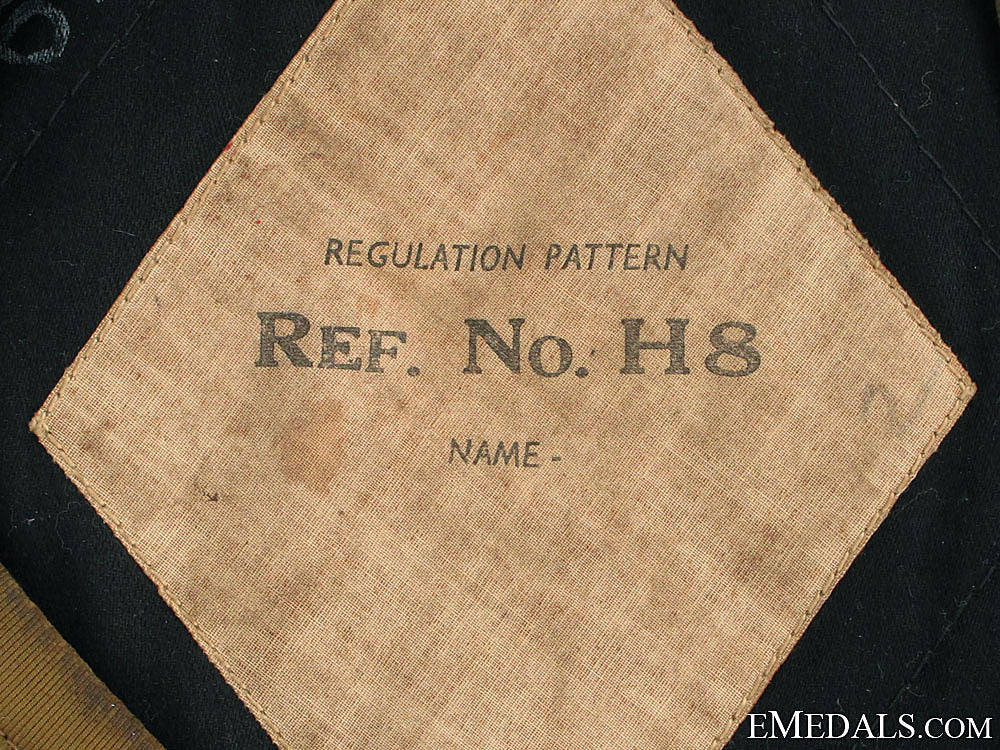 REGULATION PATTERN
REF. NO. H8
NAME -
EMEDALS.COM